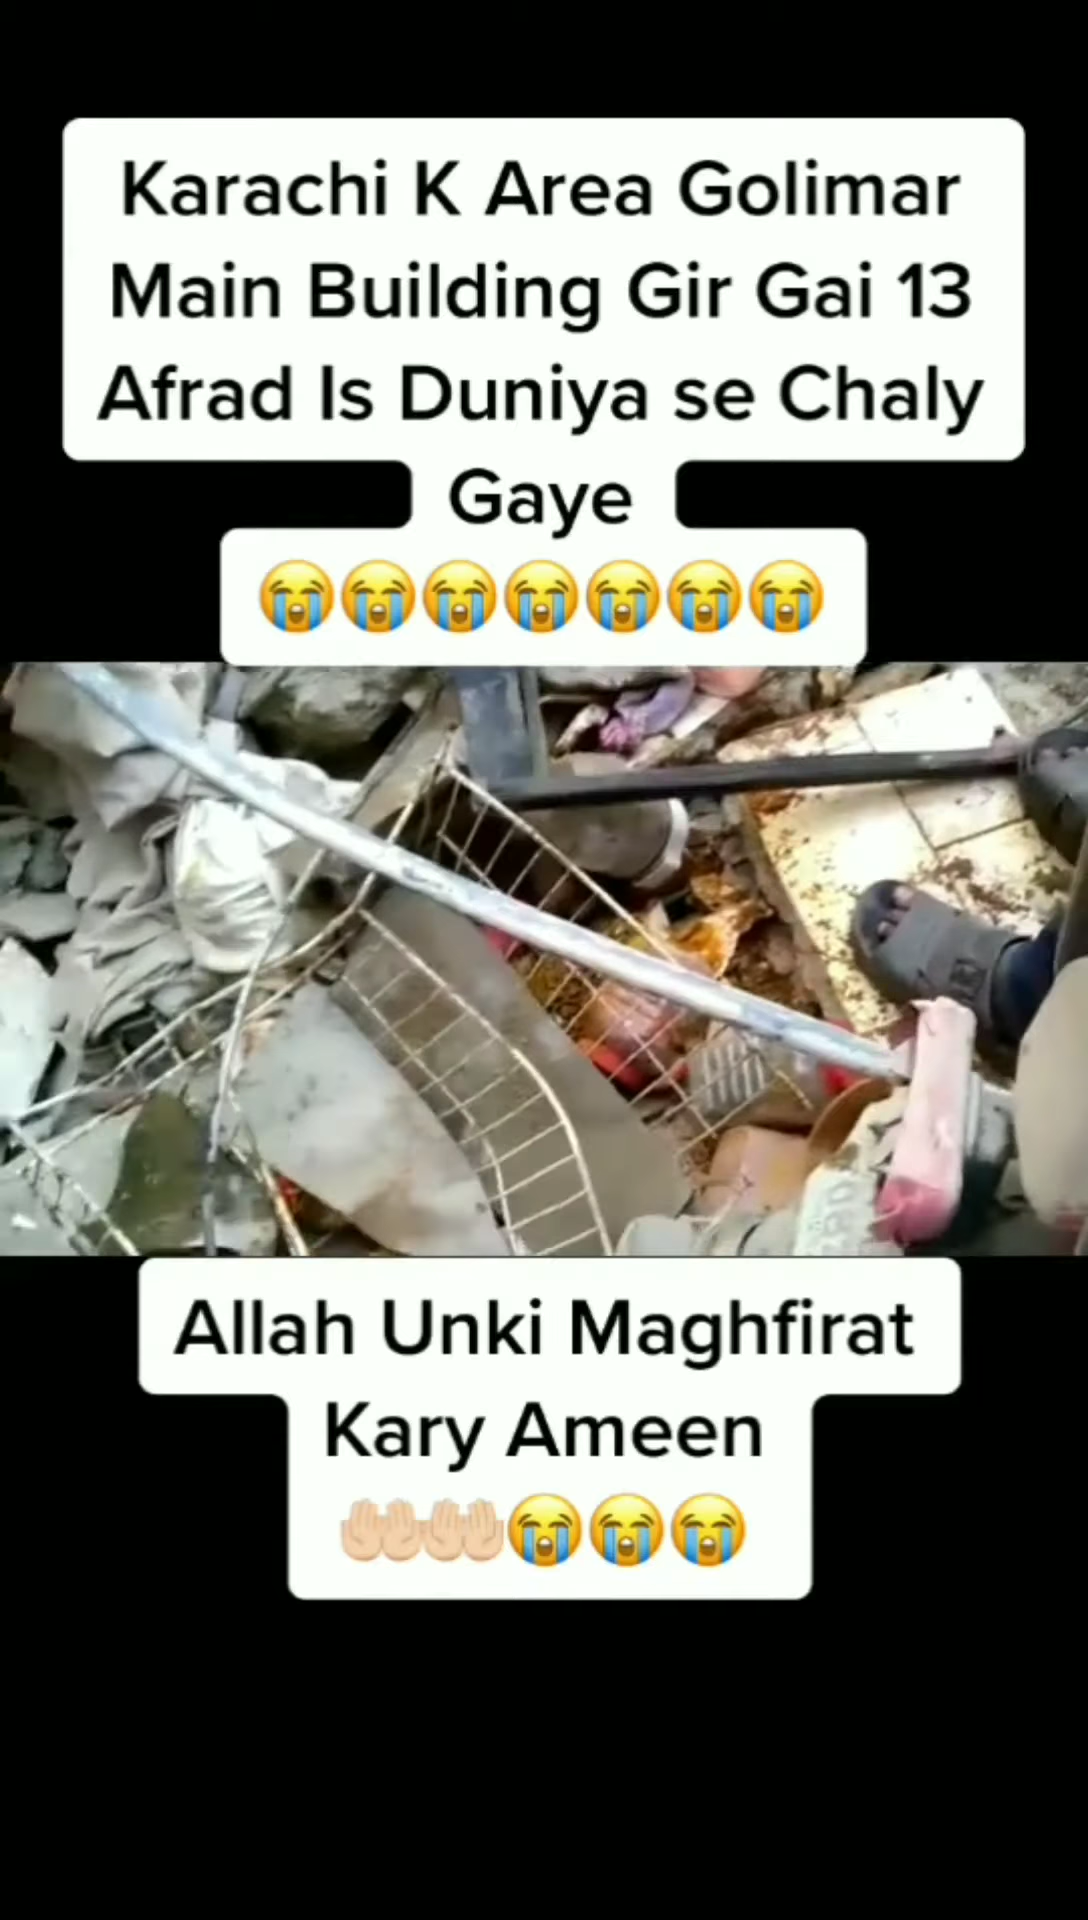 Karachi K Area Golimar
Main Building Gir Gai 13
Afrad Is Duniya se Chaly
Gaye
😭😭😭😭😭😭😭
Allah Unki Maghfirat
Kary Ameen
🤲🏻🤲🏻😭😭😭